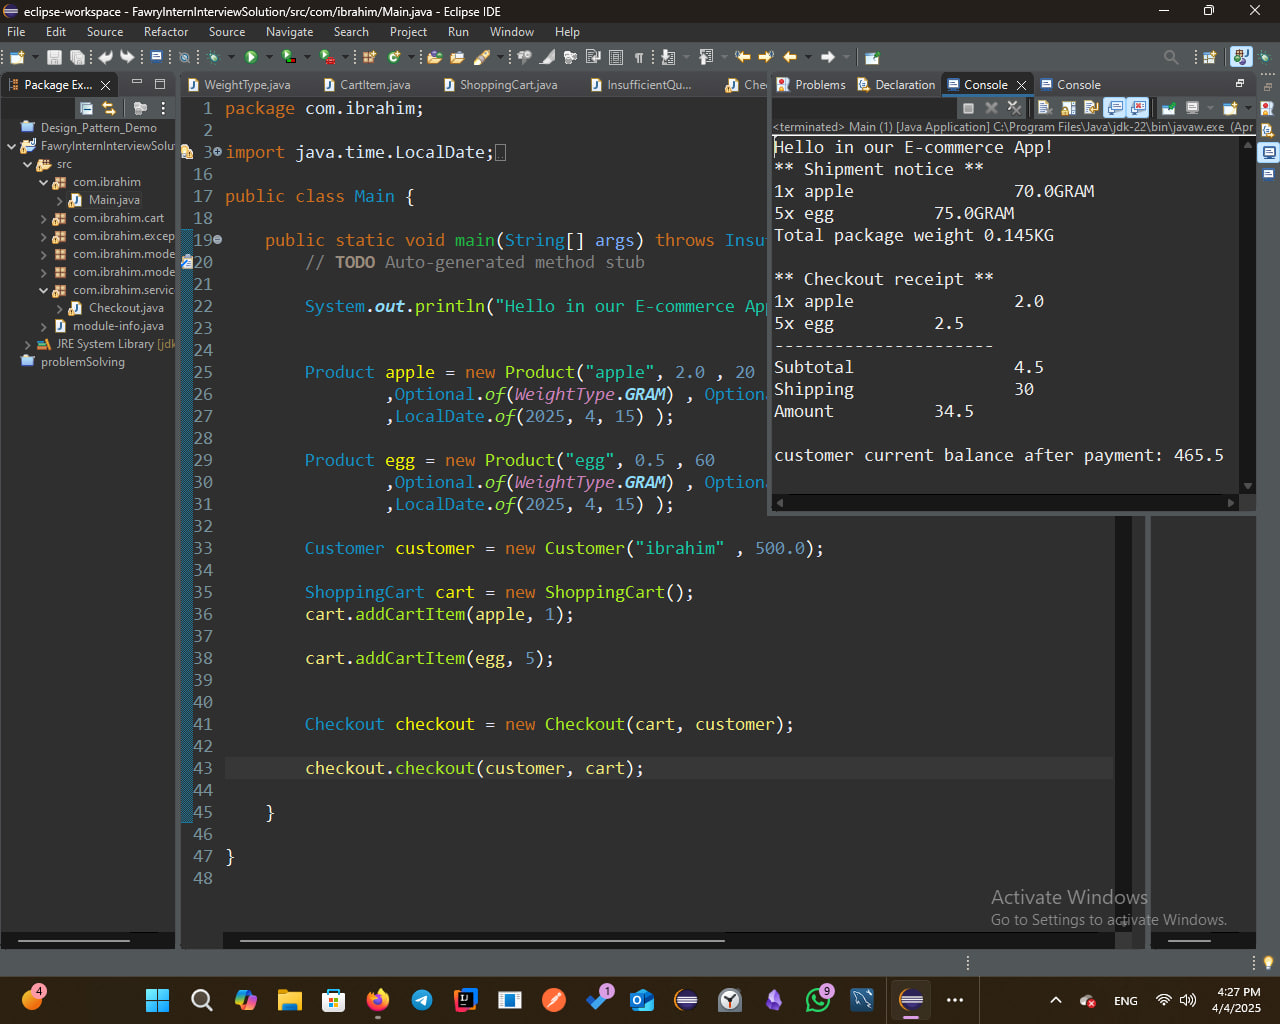 eclipse-workspace - FawryInternInterviewSolution/src/com/ibrahim/Main.java - Eclipse IDE
File Edit Source Refactor Source Navigate Search Project Run Window Help
Package Ex...
Design_Pattern_Demo
FawryInternInterviewSolut
src
com.ibrahim
Main.java
com.ibrahim.cart
com.ibrahim.excep
com.ibrahim.mode
com.ibrahim.mode
com.ibrahim.servic
Checkout.java
module-info.java
JRE System Library [jdk
problemSolving
WeightType.java CartItem.java ShoppingCart.java InsufficientQu... Che
1 package com.ibrahim;
2
3 import java.time.LocalDate;
16
17 public class Main {
18
19 public static void main(String[] args) throws Insu
20 // TODO Auto-generated method stub
21
22 System.out.println("Hello in our E-commerce Ap
23
24
25 Product apple = new Product("apple", 2.0 , 20
26 ,Optional.of(WeightType.GRAM) , Optiona
27 ,LocalDate.of(2025, 4, 15) );
28
29 Product egg = new Product("egg", 0.5 , 60
30 ,Optional.of(WeightType.GRAM) , Optiona
31 ,LocalDate.of(2025, 4, 15) );
32
33 Customer customer = new Customer("ibrahim" , 500.0);
34
35 ShoppingCart cart = new ShoppingCart();
36 cart.addCartItem(apple, 1);
37
38 cart.addCartItem(egg, 5);
39
40
41 Checkout checkout = new Checkout(cart, customer);
42
43 checkout.checkout(customer, cart);
44
45 }
46
47 }
48
Problems Declaration Console Console
<terminated> Main (1) [Java Application] C:\Program Files\Java\jdk-22\bin\javaw.exe (Apr
Hello in our E-commerce App!
** Shipment notice **
1x apple 70.0GRAM
5x egg 75.0GRAM
Total package weight 0.145KG
** Checkout receipt **
1x apple 2.0
5x egg 2.5
----------------------
Subtotal 4.5
Shipping 30
Amount 34.5
customer current balance after payment: 465.5
Activate Windows
Go to Settings to activate Windows.
4
1
9
ENG
4:27 PM
4/4/2025